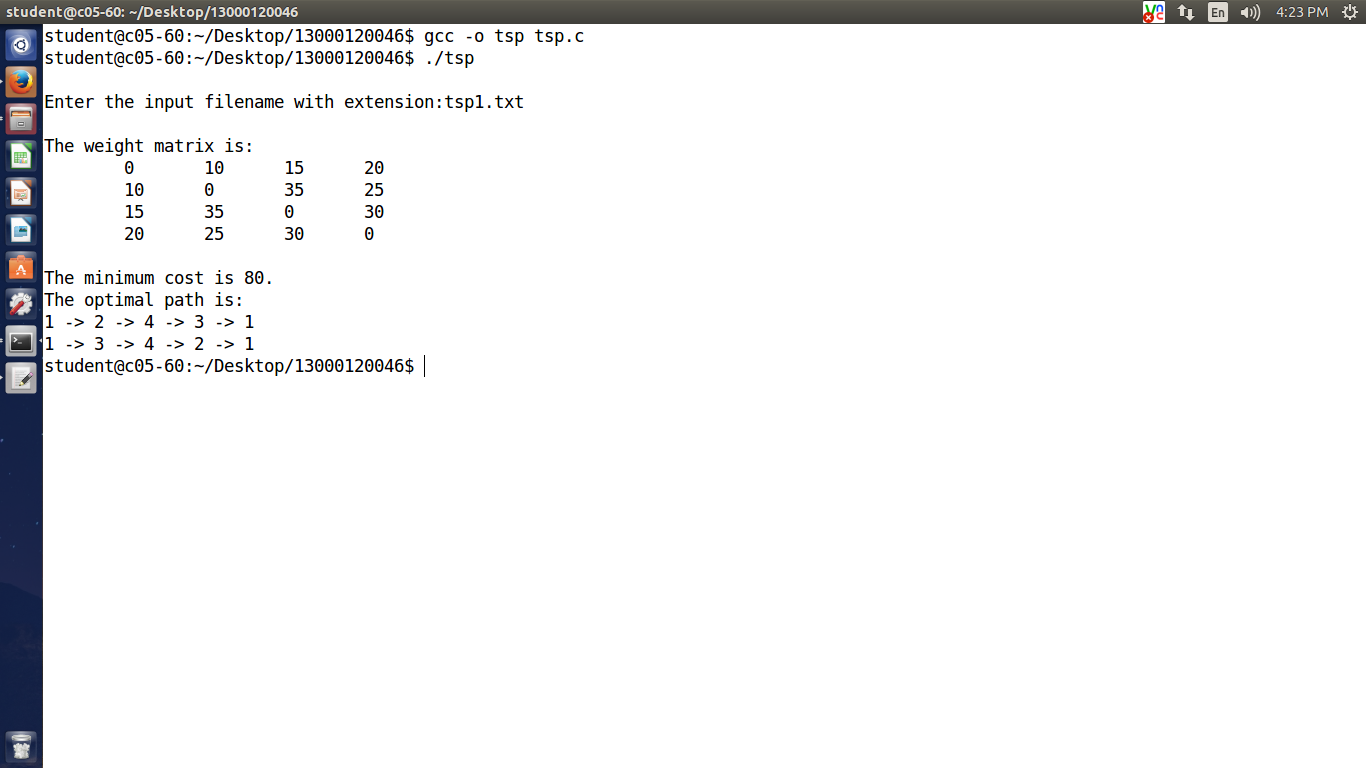 student@c05-60: ~/Desktop/13000120046
En 4:23 PM
student@c05-60:~/Desktop/13000120046$ gcc -o tsp tsp.c
student@c05-60:~/Desktop/13000120046$ ./tsp
Enter the input filename with extension:tsp1.txt
The weight matrix is:
0 10 15 20
10 0 35 25
15 35 0 30
20 25 30 0
The minimum cost is 80.
The optimal path is:
1 -> 2 -> 4 -> 3 -> 1
1 -> 3 -> 4 -> 2 -> 1
student@c05-60:~/Desktop/13000120046$